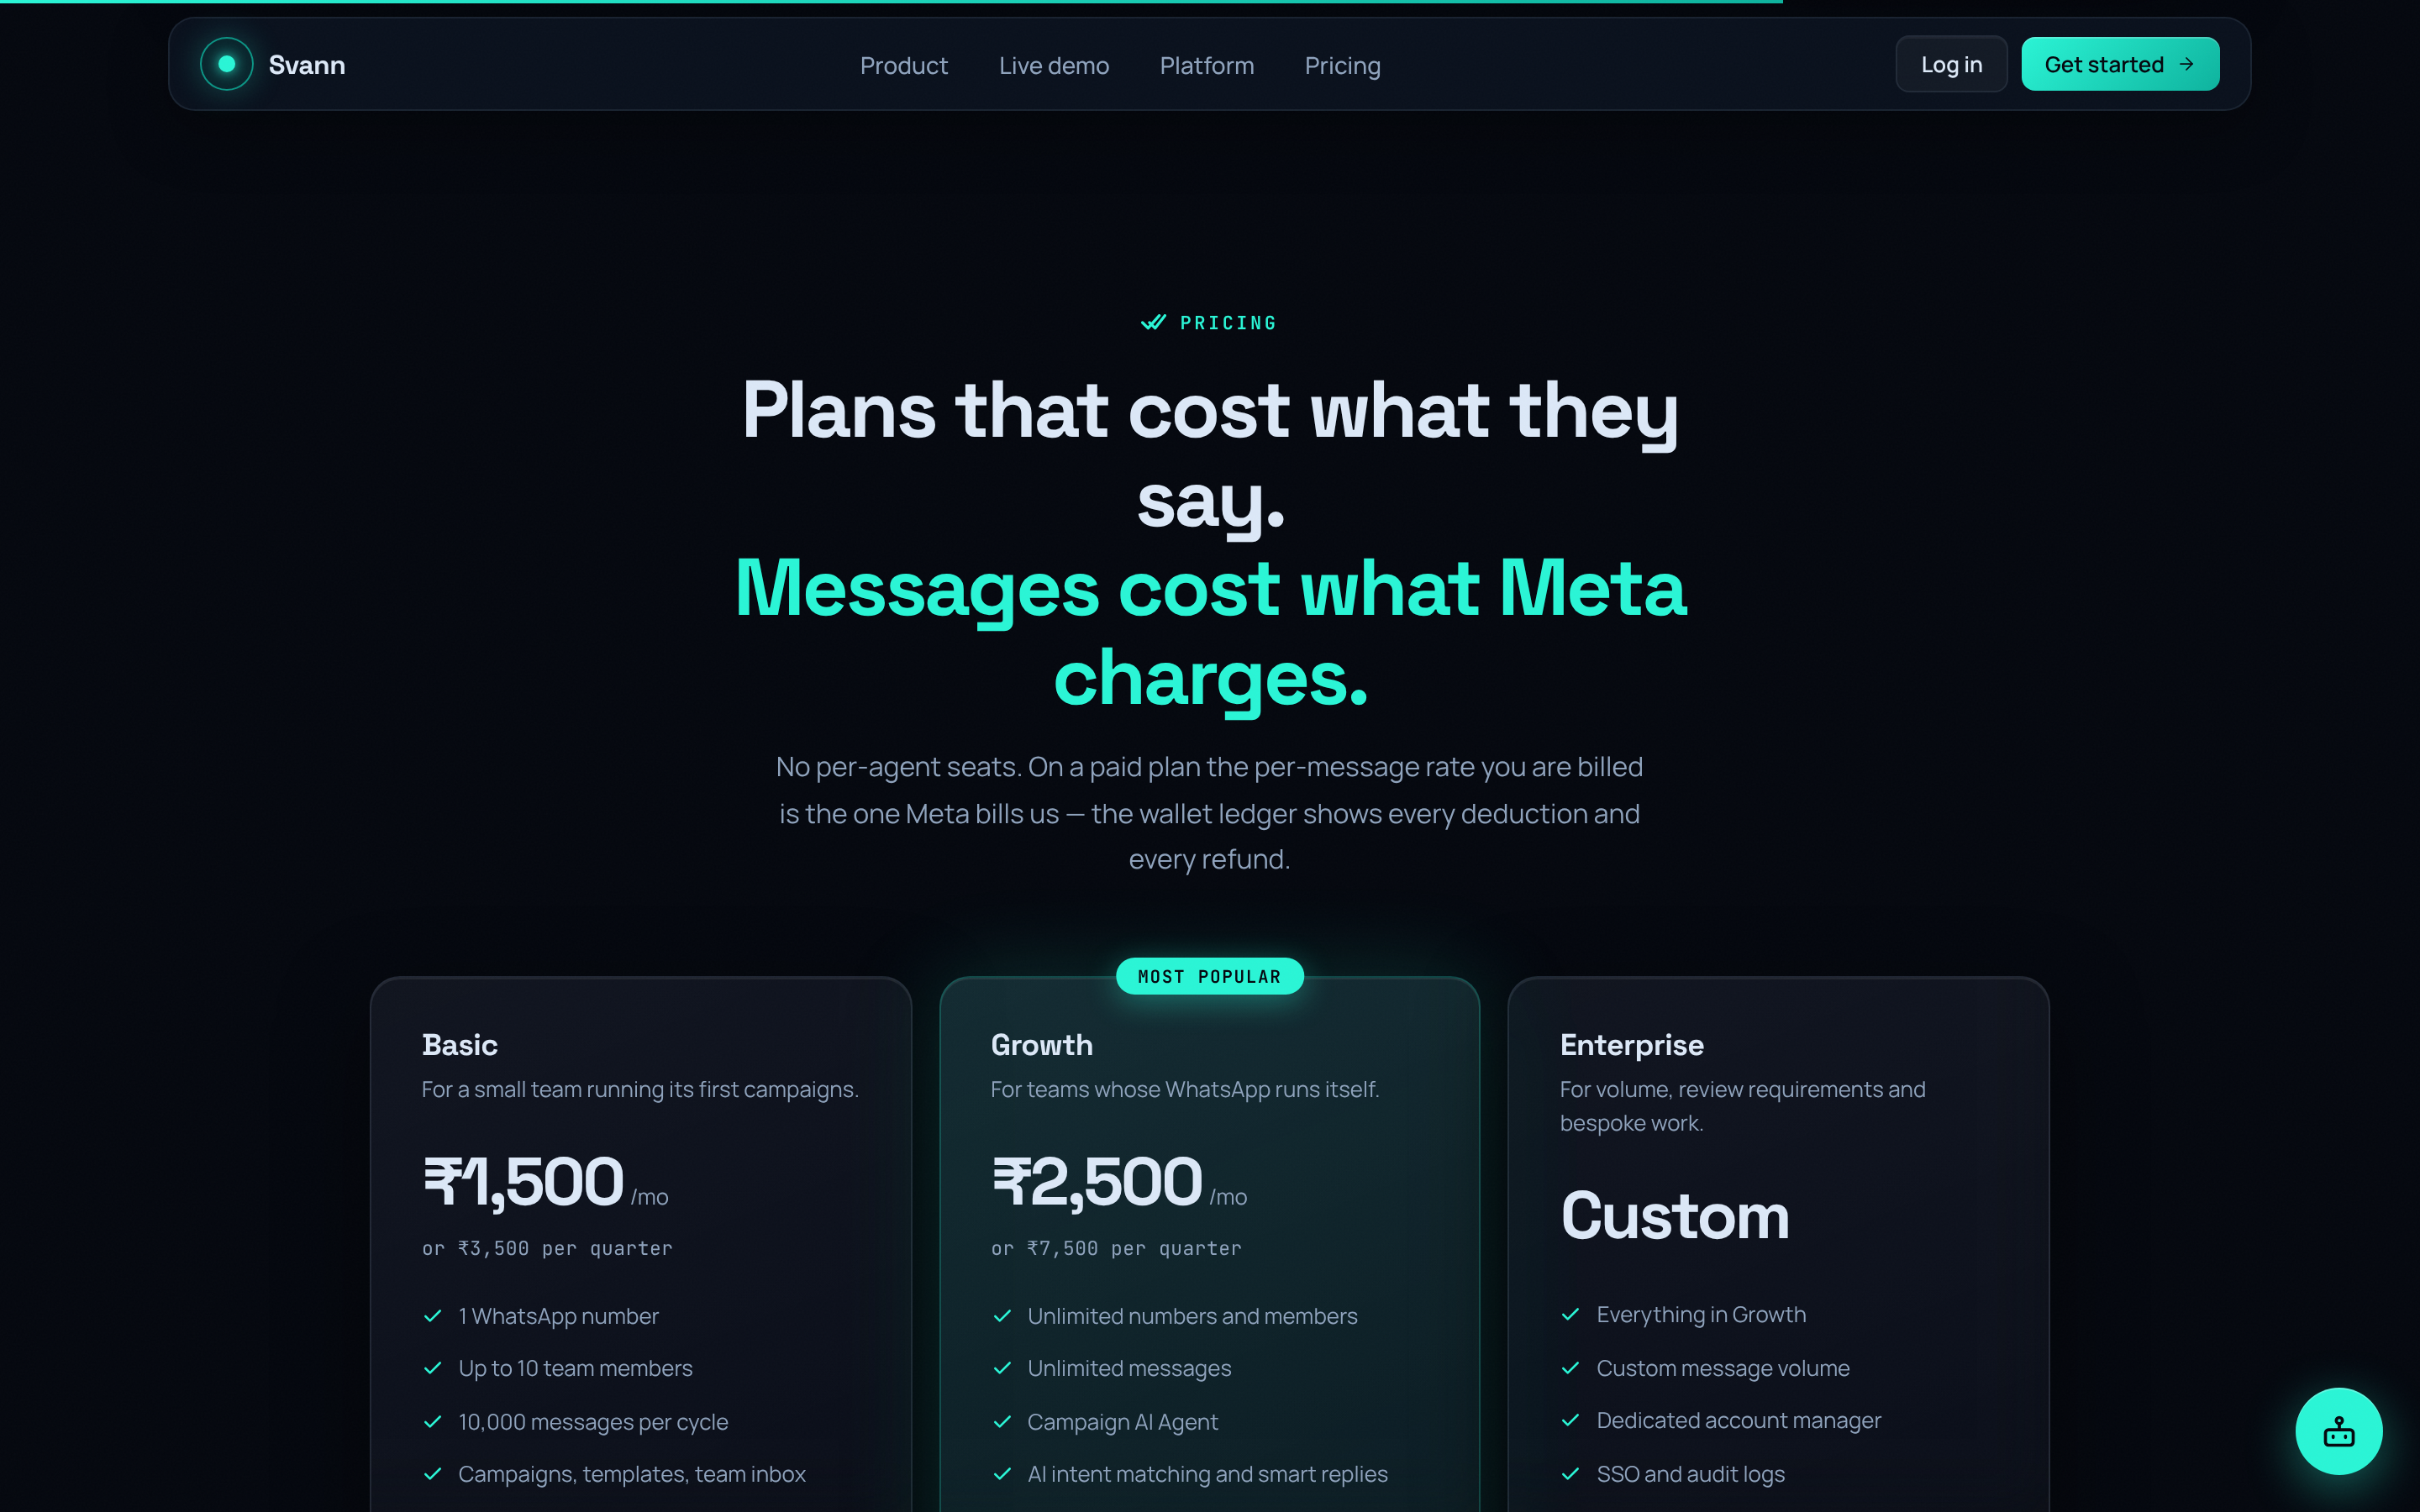 Svann
Product
Live demo
Platform
Pricing
Log in
Get started →
PRICING
Plans that cost what they
say.
Messages cost what Meta
charges.
No per-agent seats. On a paid plan the per-message rate you are billed
is the one Meta bills us — the wallet ledger shows every deduction and
every refund.
Basic
For a small team running its first campaigns.
₹1,500 /mo
or ₹3,500 per quarter
1 WhatsApp number
Up to 10 team members
10,000 messages per cycle
Campaigns, templates, team inbox
MOST POPULAR
Growth
For teams whose WhatsApp runs itself.
₹2,500 /mo
or ₹7,500 per quarter
Unlimited numbers and members
Unlimited messages
Campaign AI Agent
AI intent matching and smart replies
Enterprise
For volume, review requirements and
bespoke work.
Custom
Everything in Growth
Custom message volume
Dedicated account manager
SSO and audit logs